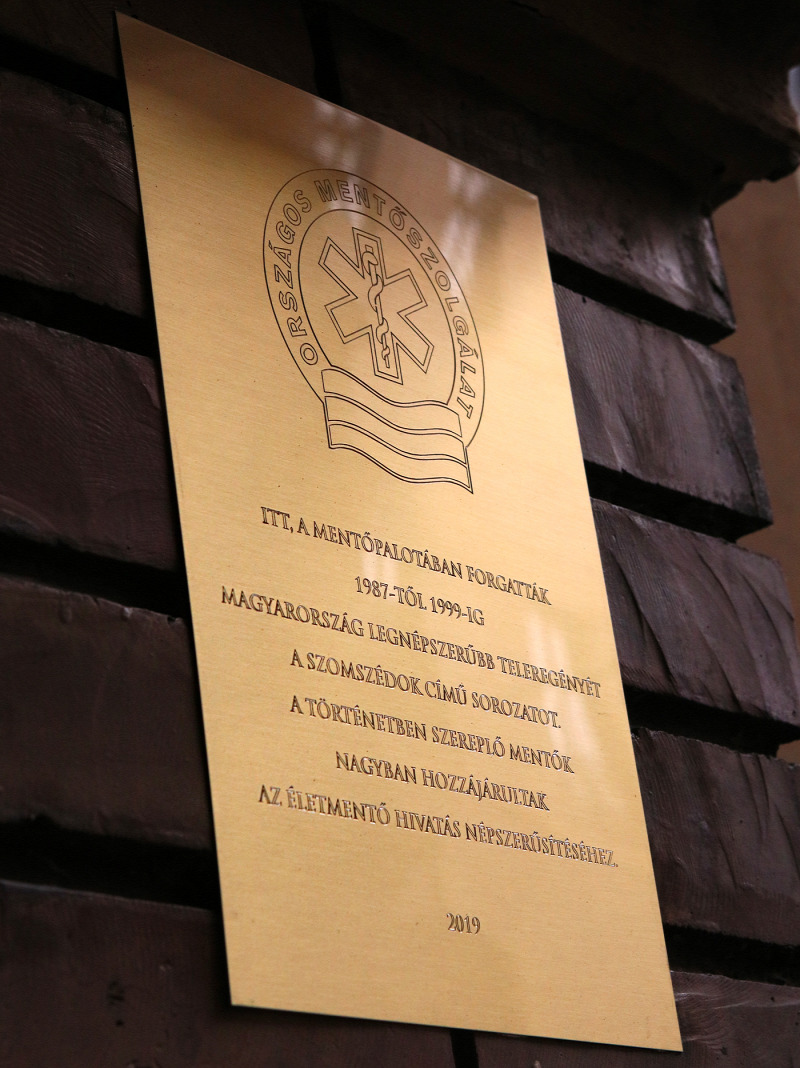 ORSZÁGOS MENTŐSZOLGÁLAT
ITT, A MENTŐPALOTÁBAN FORGATTÁK
1987-TŐL 1999-IG
MAGYARORSZÁG LEGNÉPSZERŰBB TELEREGÉNYÉT
A SZOMSZÉDOK CÍMŰ SOROZATOT.
A TÖRTÉNETBEN SZEREPLŐ MENTŐK
NAGYBAN HOZZÁJÁRULTAK
AZ ÉLETMENTŐ HIVATÁS NÉPSZERŰSÍTÉSÉHEZ.
2019